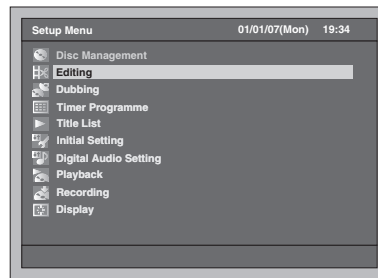 Setup Menu 01/01/07(Mon) 19:34
Disc Management
Editing
Dubbing
Timer Programme
Title List
Initial Setting
Digital Audio Setting
Playback
Recording
Display